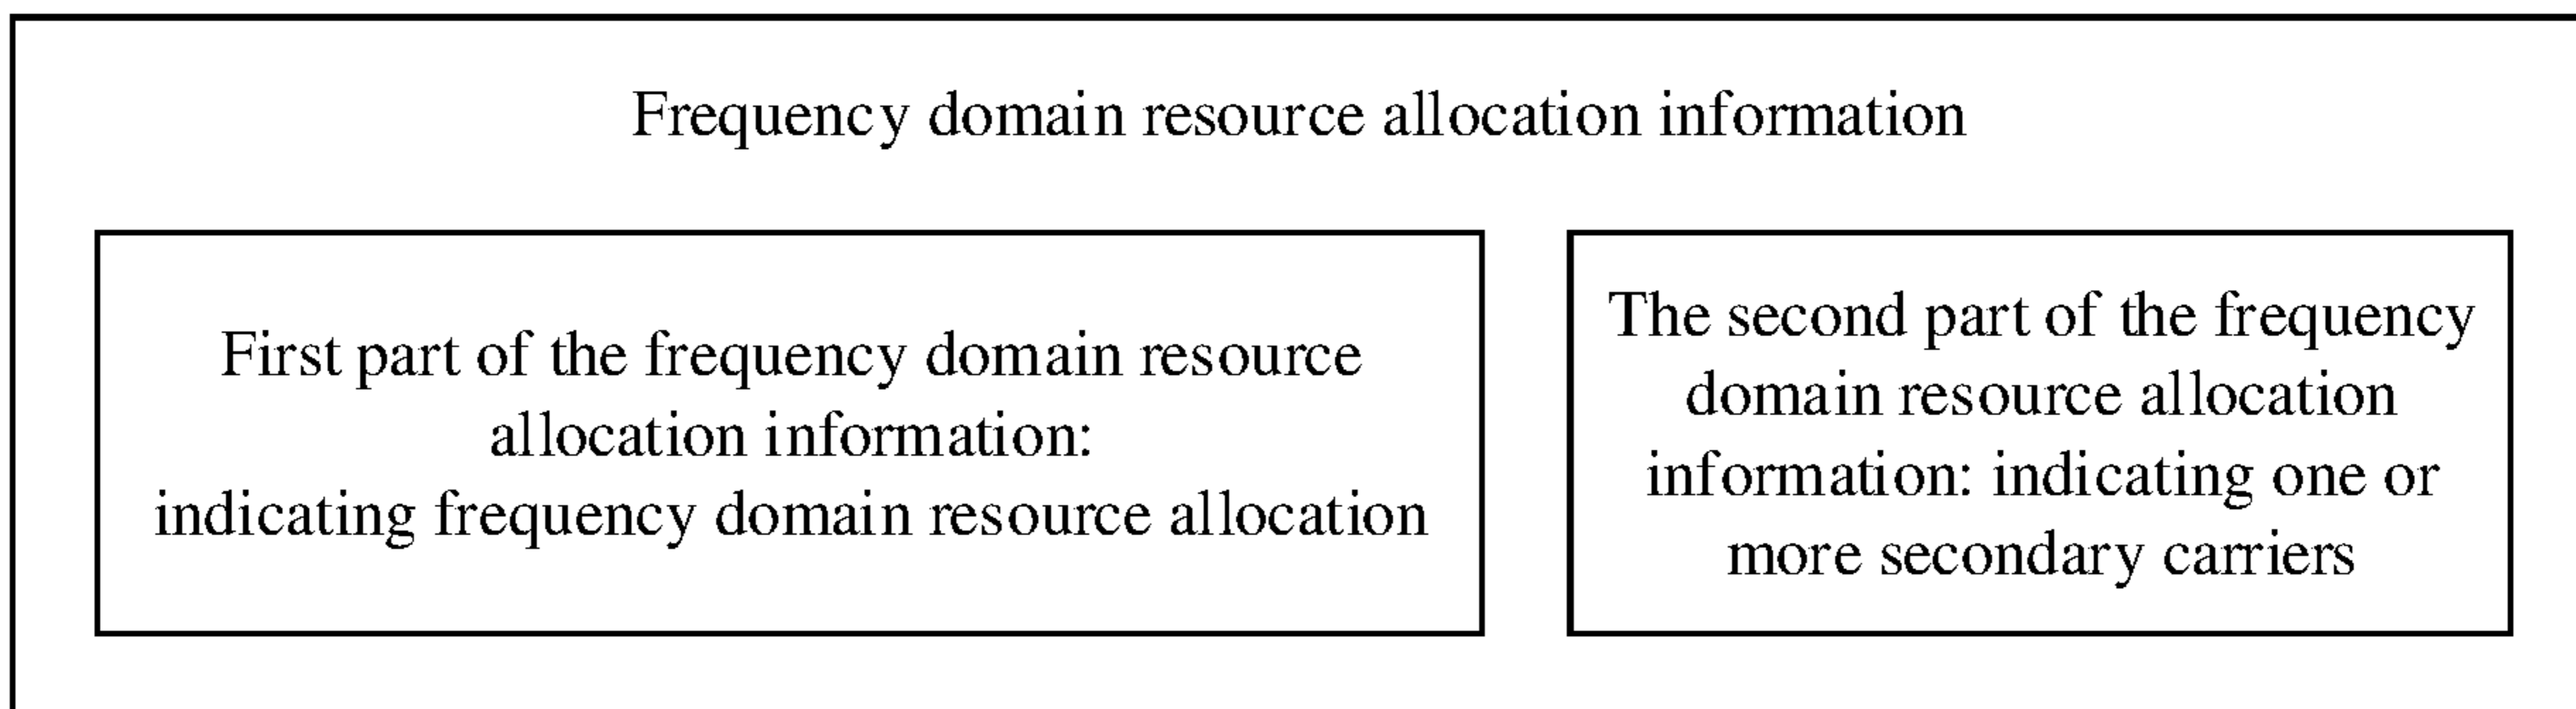 Frequency domain resource allocation information
First part of the frequency domain resource
allocation information:
indicating frequency domain resource allocation
The second part of the frequency
domain resource allocation
information: indicating one or
more secondary carriers